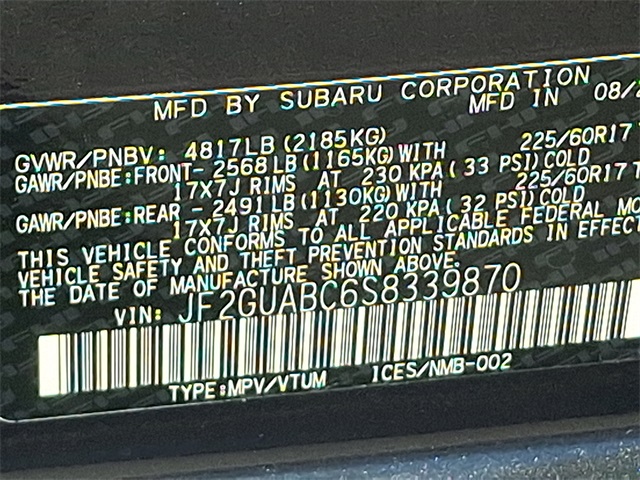 MFD BY SUBARU CORPORATION
MFD IN 08/2
GVWR/PNBV: 4817LB (2185KG)
GAWR/PNBE:FRONT- 2568 LB (1165KG) WITH 225/60R17
17X7J RIMS AT 230 KPA ( 33 PSI) COLD
GAWR/PNBE:REAR - 2491 LB (1130KG) WITH 225/60R17
17X7J RIMS AT 220 KPA ( 32 PSI) COLD
THIS VEHICLE CONFORMS TO ALL APPLICABLE FEDERAL MO
VEHICLE SAFETY AND THEFT PREVENTION STANDARDS IN EFFECT
THE DATE OF MANUFACTURE SHOWN ABOVE.
VIN: JF2GUABC6S8339870
TYPE:MPV/VTUM ICES/NMB-002